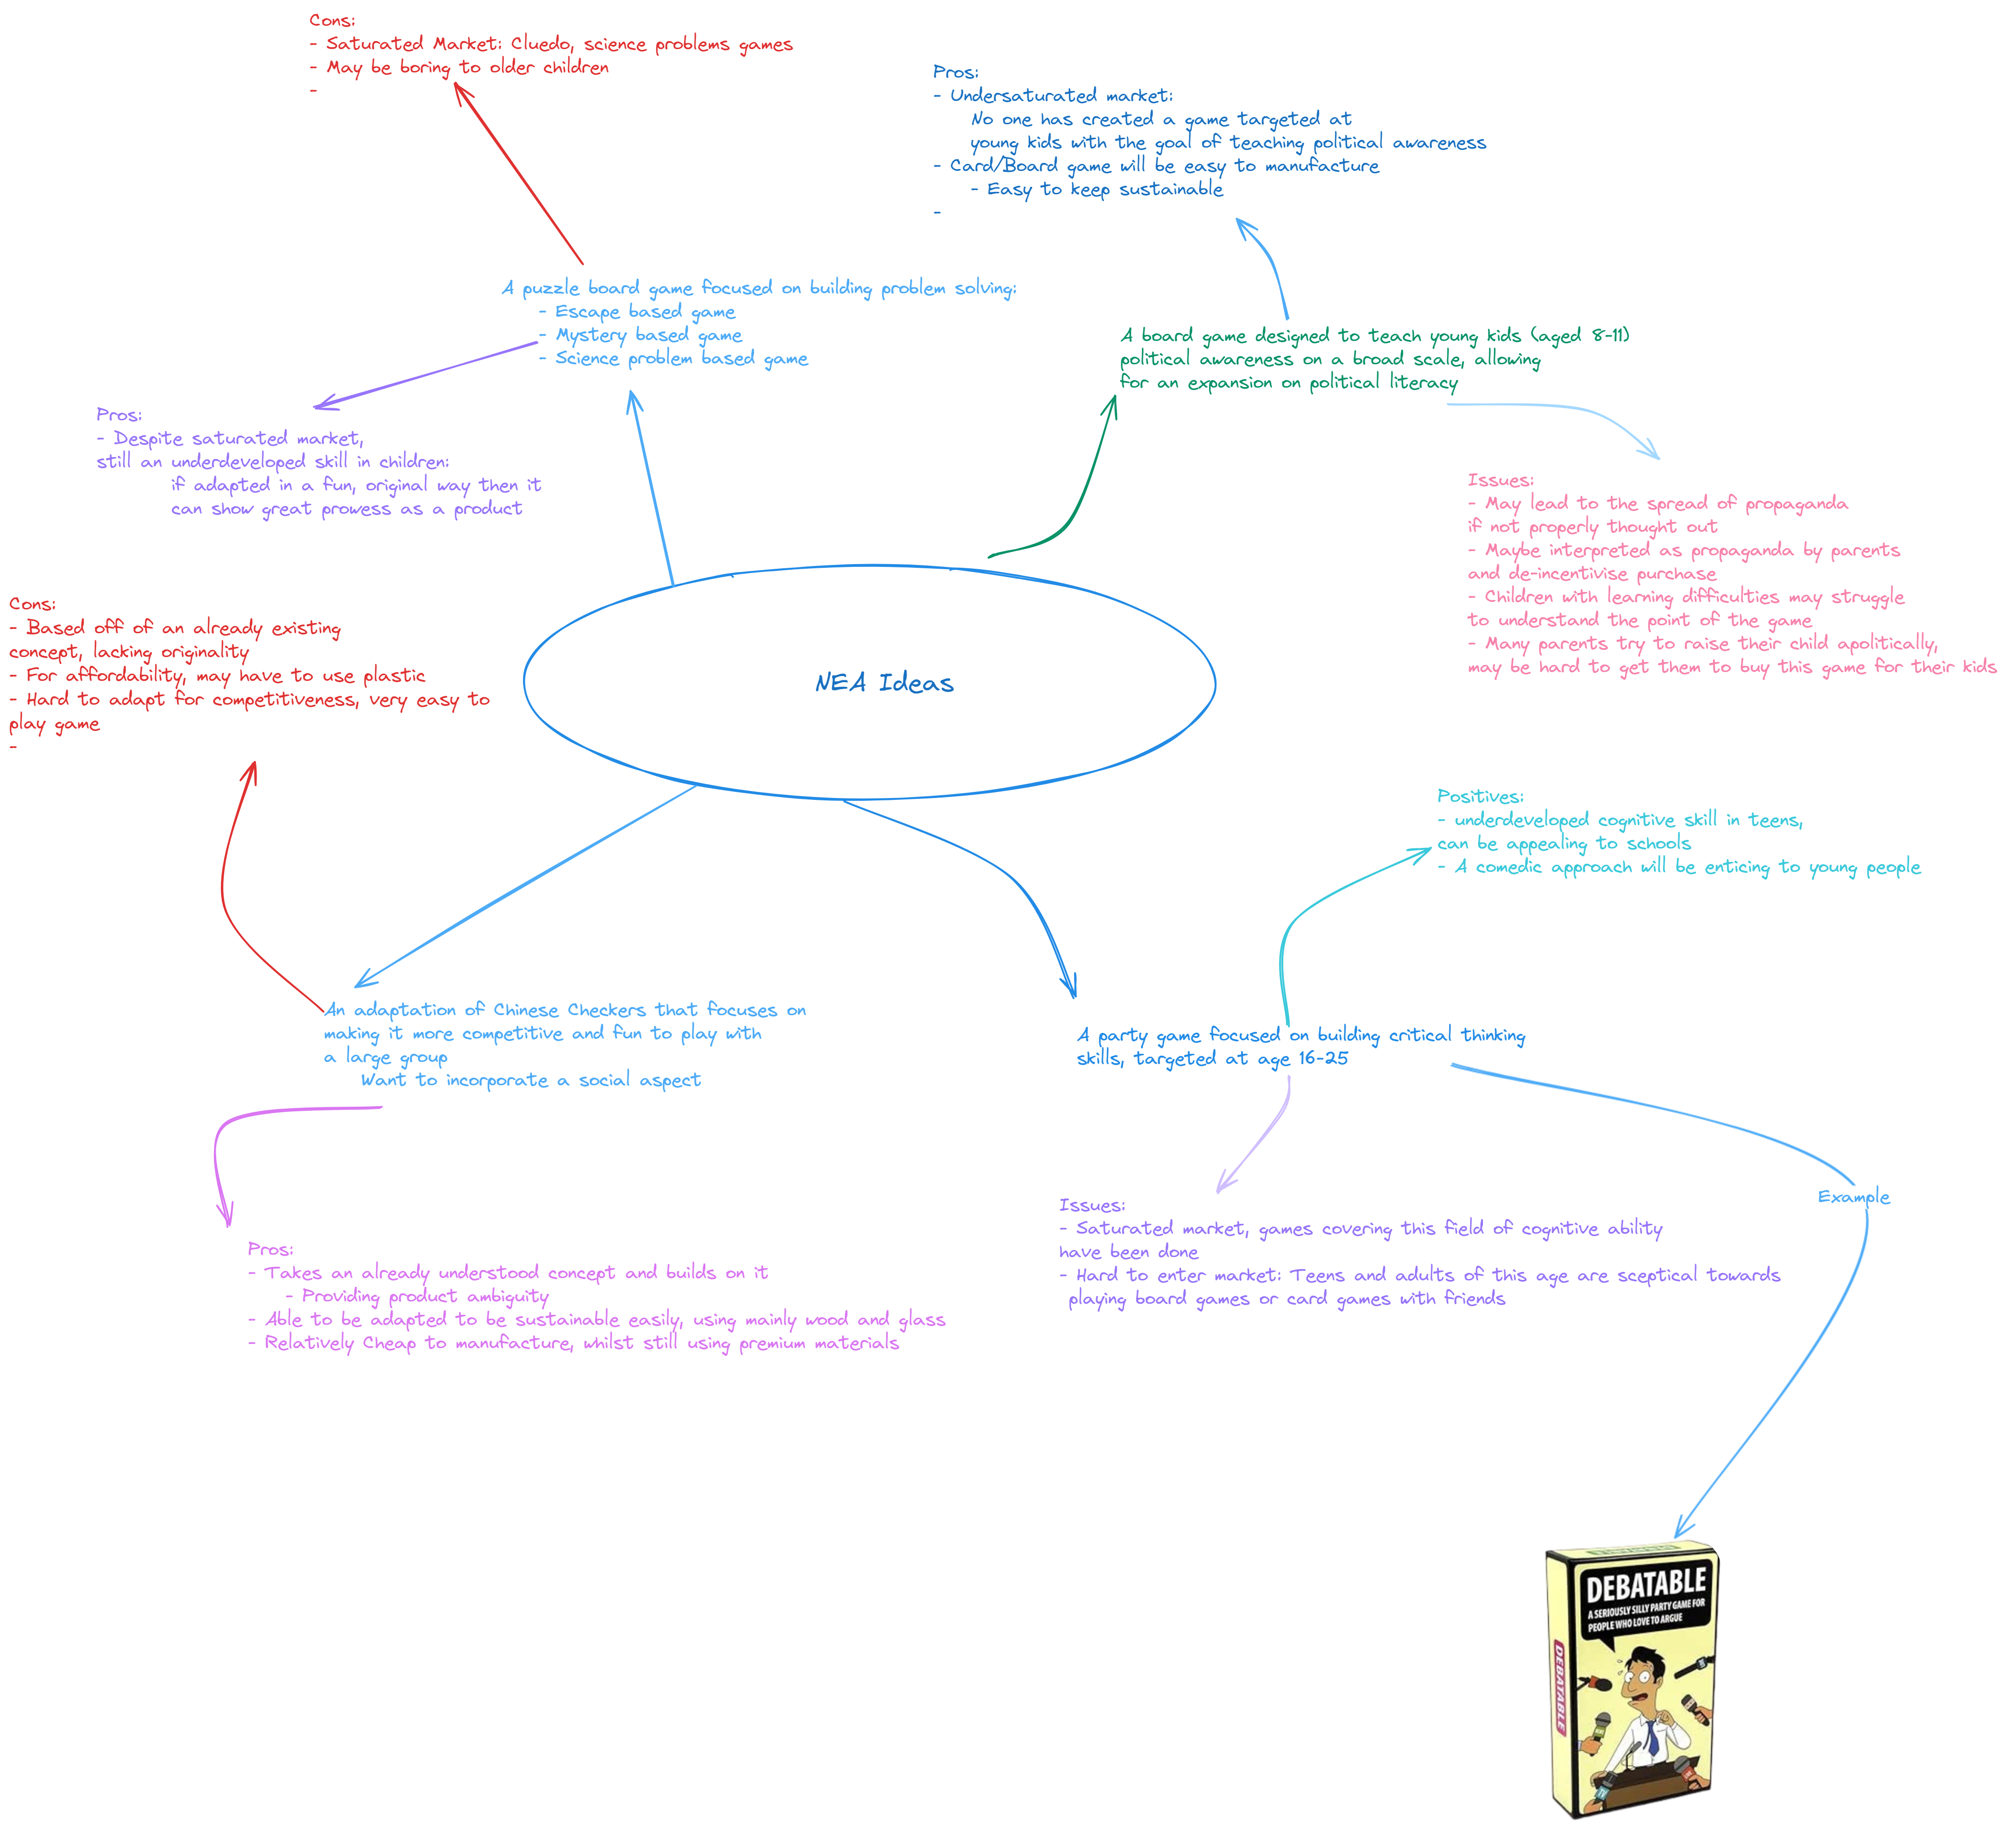 Cons:
- Saturated Market: Cluedo, science problems games
- May be boring to older children
-
Pros:
- Undersaturated market:
No one has created a game targeted at
young kids with the goal of teaching political awareness
- Card/Board game will be easy to manufacture
- Easy to keep sustainable
-
A puzzle board game focused on building problem solving:
- Escape based game
- Mystery based game
- Science problem based game
A board game designed to teach young kids (aged 8-11)
political awareness on a broad scale, allowing
for an expansion on political literacy
Pros:
- Despite saturated market,
still an underdeveloped skill in children:
if adapted in a fun, original way then it
can show great prowess as a product
Issues:
- May lead to the spread of propaganda
if not properly thought out
- Maybe interpreted as propaganda by parents
and de-incentivise purchase
- Children with learning difficulties may struggle
to understand the point of the game
- Many parents try to raise their child apolitically,
may be hard to get them to buy this game for their kids
Cons:
- Based off of an already existing
concept, lacking originality
- For affordability, may have to use plastic
- Hard to adapt for competitiveness, very easy to
play game
-
NEA Ideas
Positives:
- underdeveloped cognitive skill in teens,
can be appealing to schools
- A comedic approach will be enticing to young people
An adaptation of Chinese Checkers that focuses on
making it more competitive and fun to play with
a large group
Want to incorporate a social aspect
A party game focused on building critical thinking
skills, targeted at age 16-25
Example
Issues:
- Saturated market, games covering this field of cognitive ability
have been done
- Hard to enter market: Teens and adults of this age are sceptical towards
playing board games or card games with friends
Pros:
- Takes an already understood concept and builds on it
- Providing product ambiguity
- Able to be adapted to be sustainable easily, using mainly wood and glass
- Relatively Cheap to manufacture, whilst still using premium materials
DEBATABLE
A SERIOUSLY SILLY PARTY GAME FOR
PEOPLE WHO LOVE TO ARGUE
DEBATABLE